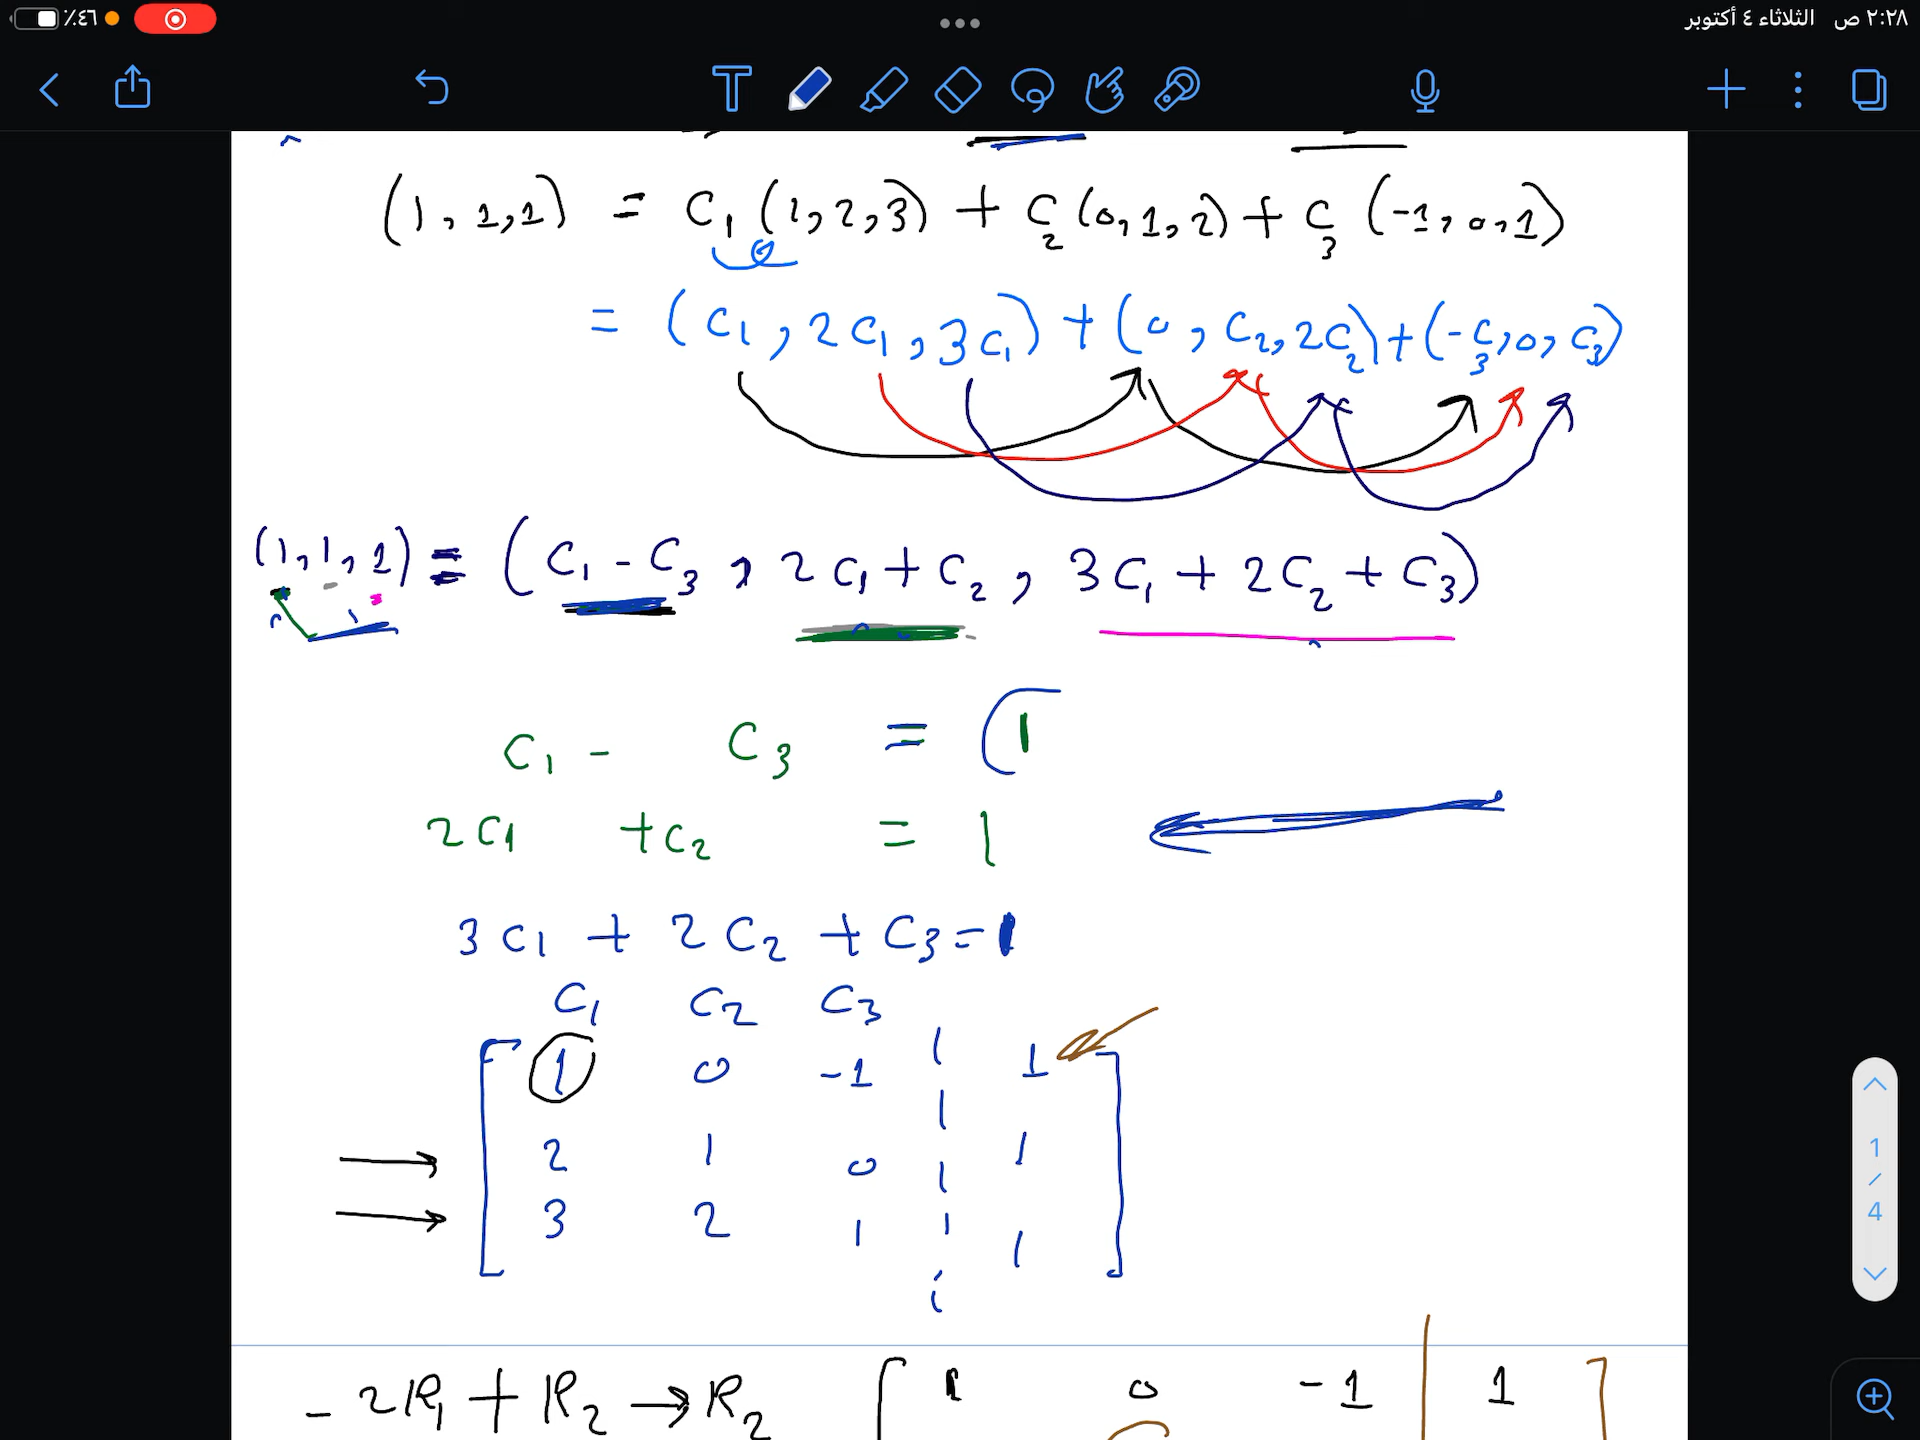 ٪٤٦
٢:٢٨ ص الثلاثاء ٤ أكتوبر
T
(1, 1, 1) = C₁ (1, 2, 3) + C₂ (0, 1, 2) + C₃ (-1, 0, 1)
= (C₁, 2C₁, 3C₁) + (0, C₂, 2C₂) + (-C₃, 0, C₃)
(1, 1, 1) = (C₁ - C₃, 2C₁ + C₂, 3C₁ + 2C₂ + C₃)
C₁ - C₃ = 1
2C₁ + C₂ = 1
3C₁ + 2C₂ + C₃ = 1
C₁ C₂ C₃
1 0 -1 | 1
2 1 0 | 1
3 2 1 | 1
1 / 4
-2R₁ + R₂ → R₂ [ 1 0 -1 | 1 ]